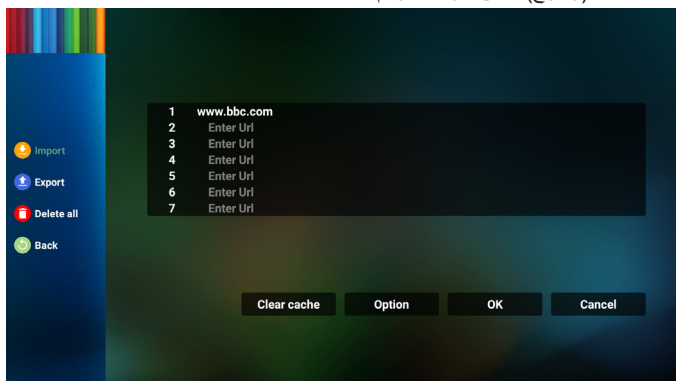 1 www.bbc.com
2 Enter Url
3 Enter Url
4 Enter Url
5 Enter Url
6 Enter Url
7 Enter Url
Import
Export
Delete all
Back
Clear cache Option OK Cancel